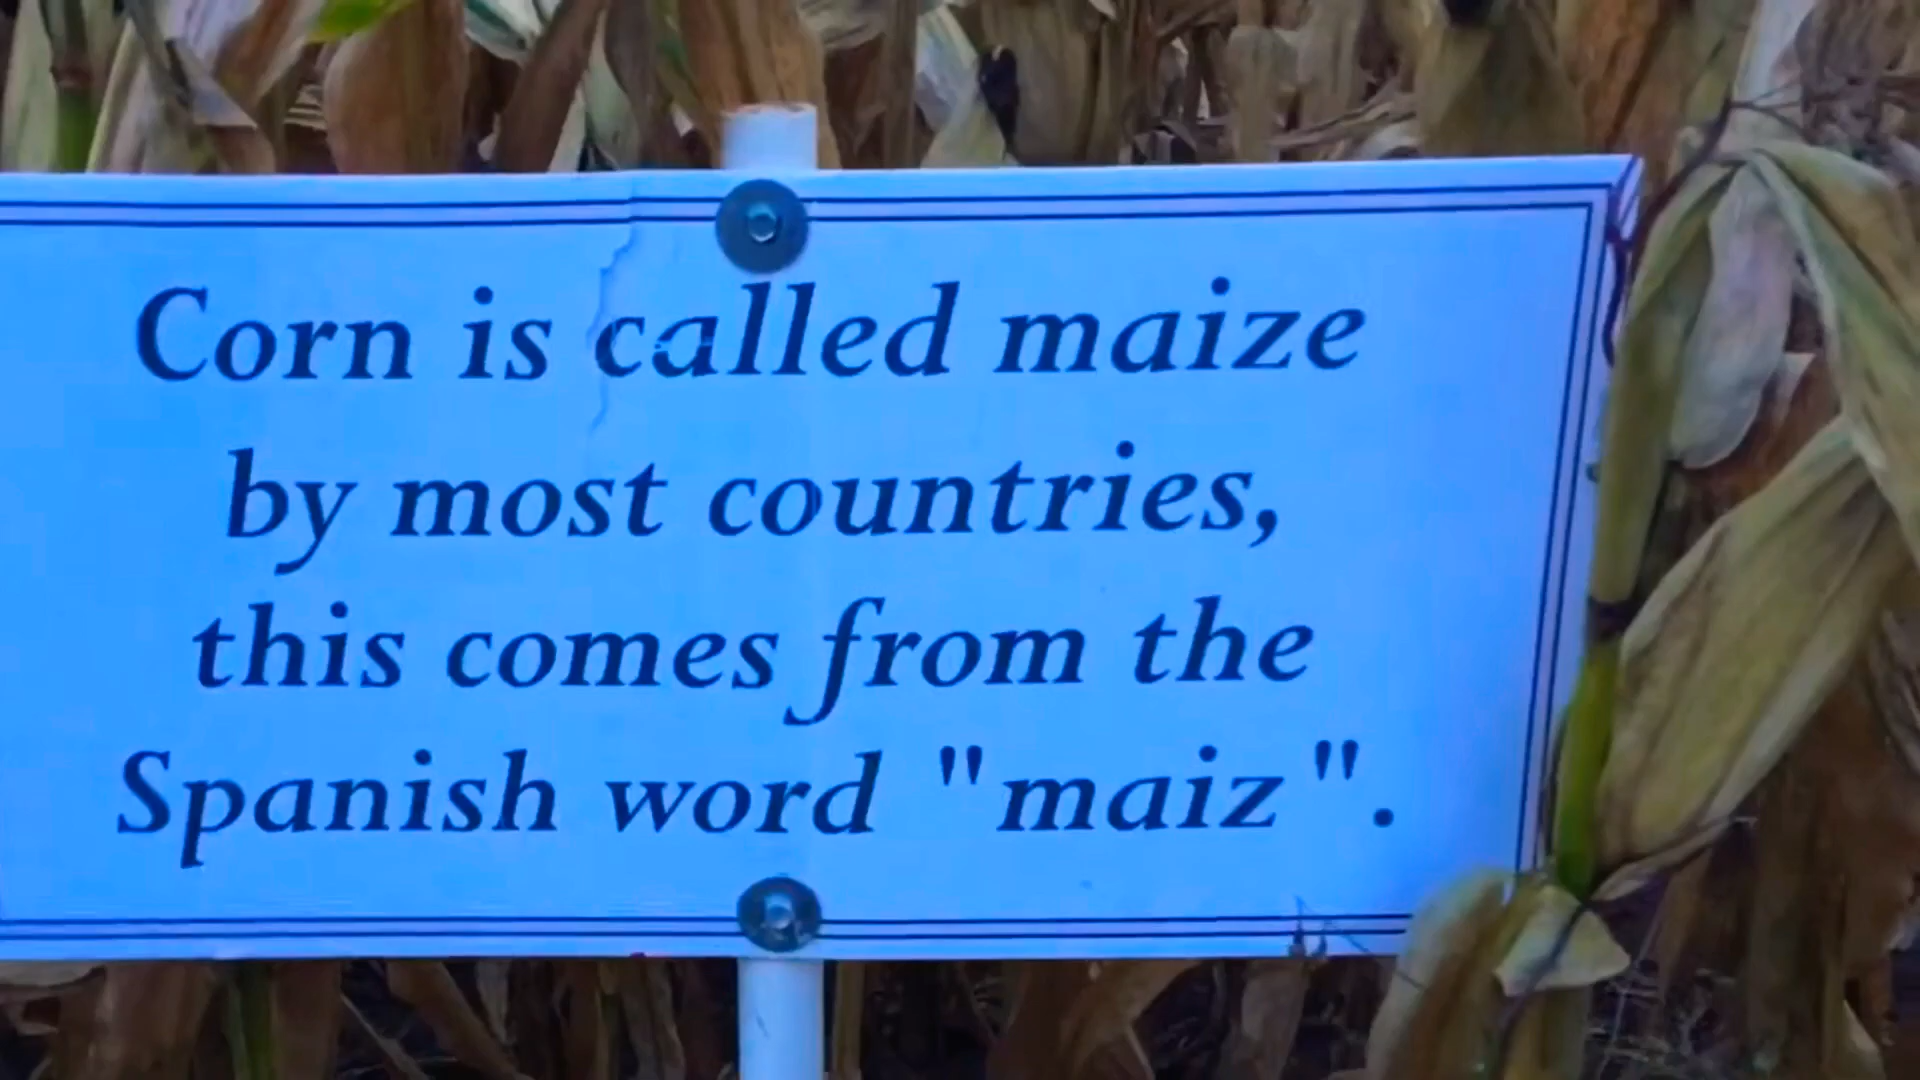 Corn is called maize
by most countries,
this comes from the
Spanish word "maiz".